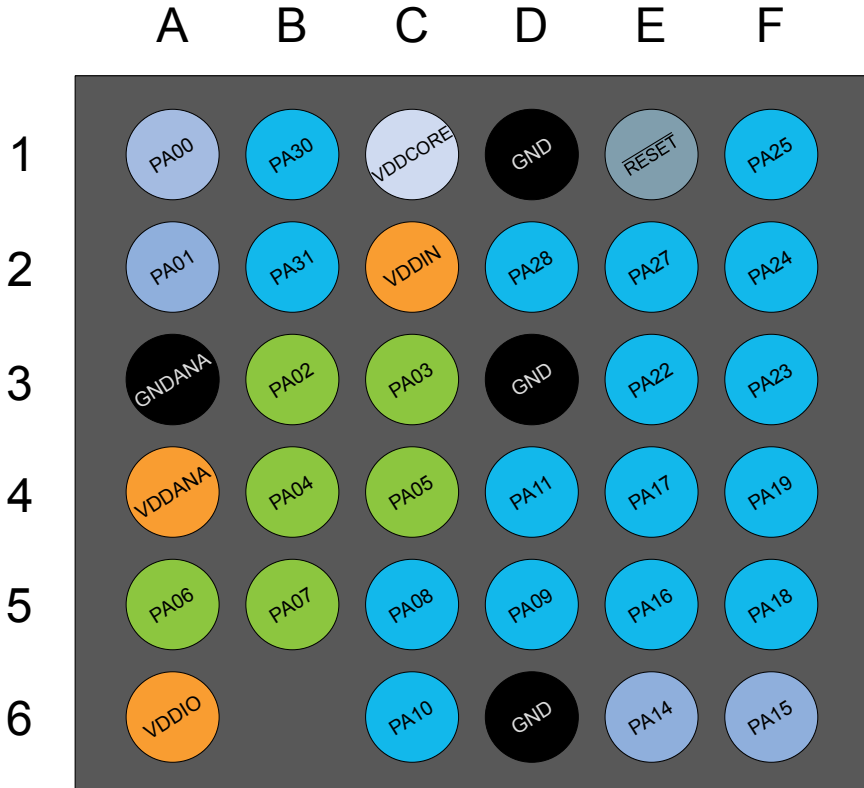 A B C D E F
1 PA00 PA30 VDDCORE GND RESET PA25
2 PA01 PA31 VDDIN PA28 PA27 PA24
3 GNDANA PA02 PA03 GND PA22 PA23
4 VDDANA PA04 PA05 PA11 PA17 PA19
5 PA06 PA07 PA08 PA09 PA16 PA18
6 VDDIO PA10 GND PA14 PA15